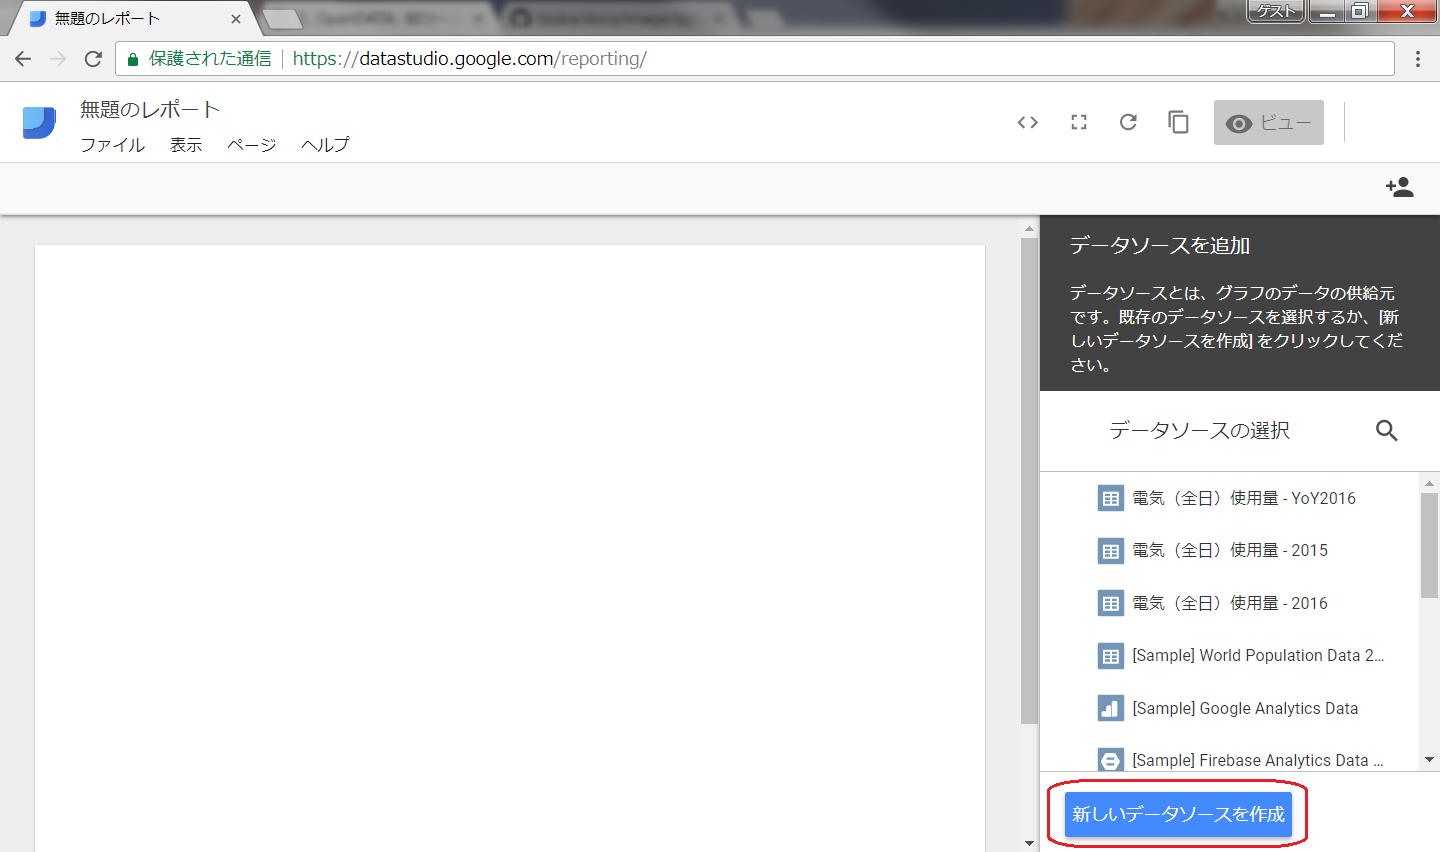 無題のレポート
ゲスト
保護された通信
https://datastudio.google.com/reporting/
無題のレポート
ファイル 表示 ページ ヘルプ
ビュー
データソースを追加
データソースとは、グラフのデータの供給元
です。既存のデータソースを選択するか、[新
しいデータソースを作成] をクリックしてくだ
さい。
データソースの選択
電気（全日）使用量 - YoY2016
電気（全日）使用量 - 2015
電気（全日）使用量 - 2016
[Sample] World Population Data 2...
[Sample] Google Analytics Data
[Sample] Firebase Analytics Data ...
新しいデータソースを作成